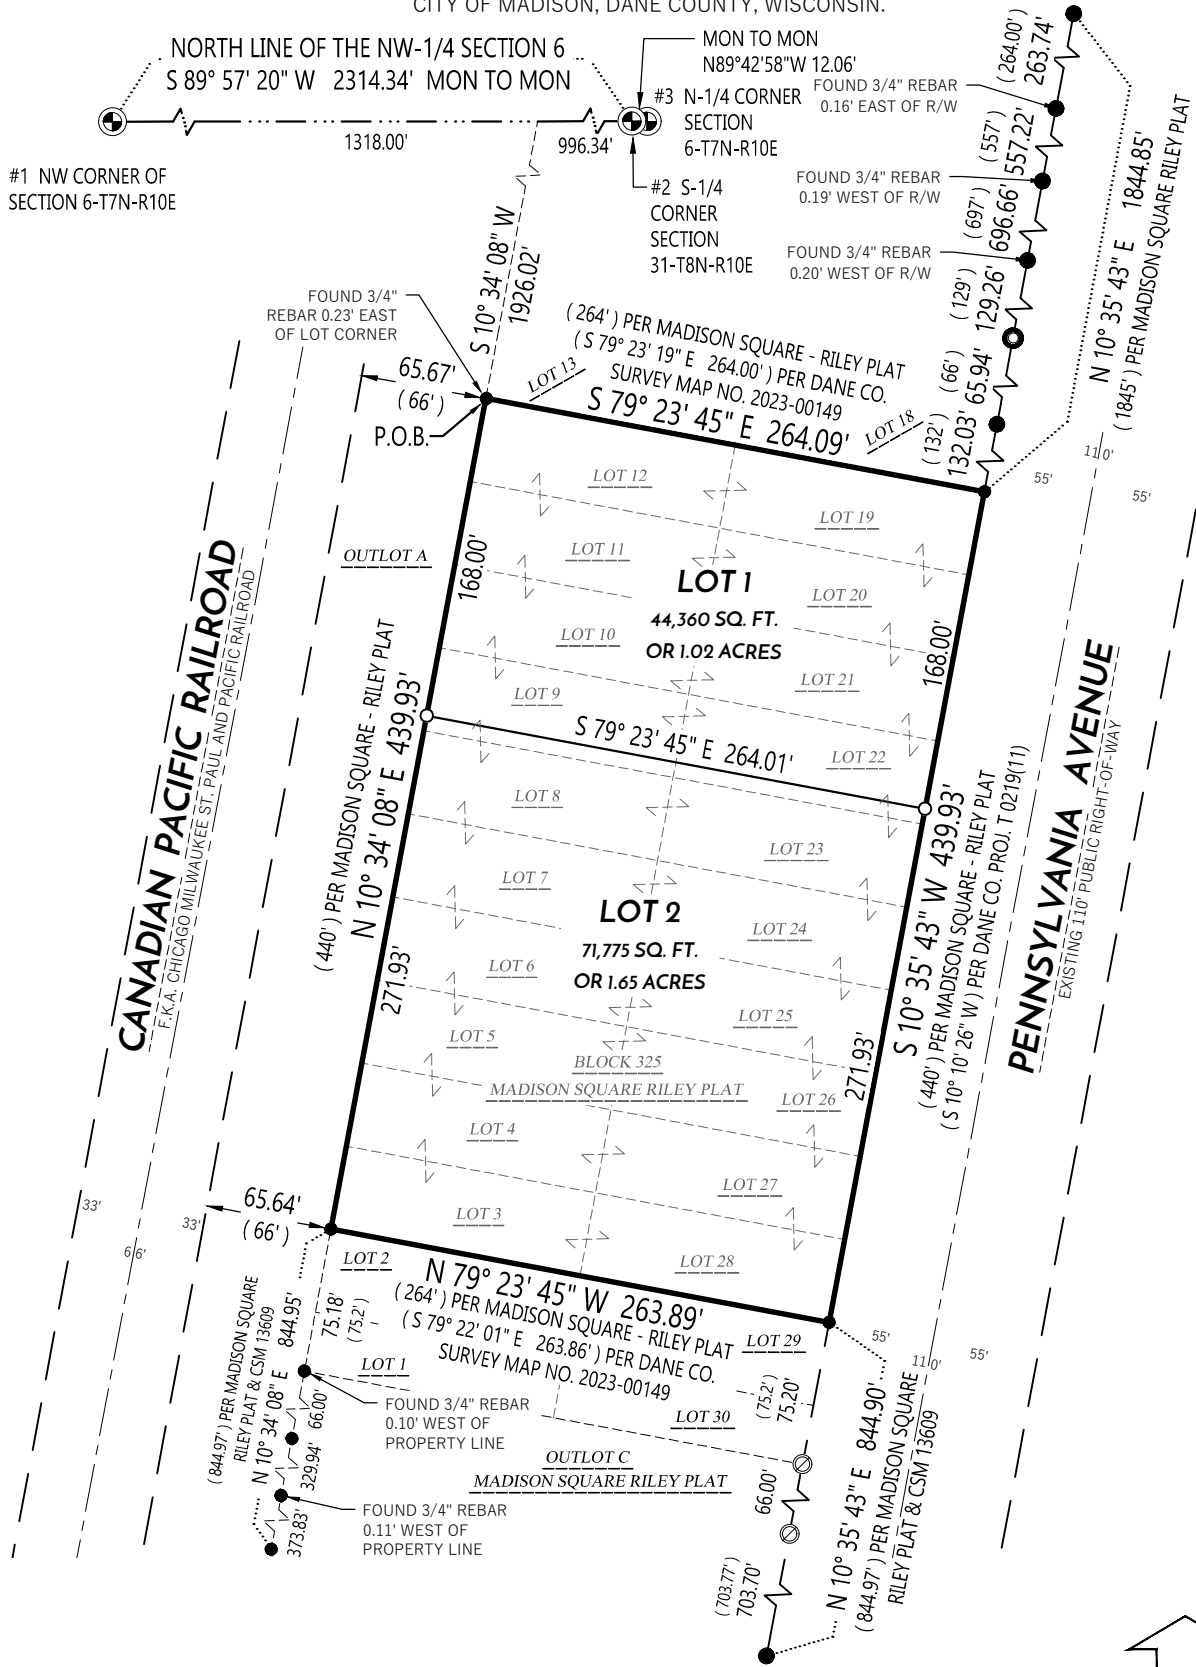 CITY OF MADISON, DANE COUNTY, WISCONSIN.
NORTH LINE OF THE NW-1/4 SECTION 6
S 89° 57' 20" W 2314.34' MON TO MON
1318.00'
996.34'
#1 NW CORNER OF
SECTION 6-T7N-R10E
MON TO MON
N89°42'58"W 12.06'
#3 N-1/4 CORNER
SECTION
6-T7N-R10E
#2 S-1/4
CORNER
SECTION
31-T8N-R10E
FOUND 3/4" REBAR
0.16' EAST OF R/W
FOUND 3/4" REBAR
0.19' WEST OF R/W
FOUND 3/4" REBAR
0.20' WEST OF R/W
(264.00')
263.74'
(557')
557.22'
(697')
696.66'
(129')
129.26'
(66')
65.94'
(132')
132.03'
N 10° 35' 43" E 1844.85'
(1845') PER MADISON SQUARE RILEY PLAT
S 10° 34' 08" W
1926.02'
FOUND 3/4"
REBAR 0.23' EAST
OF LOT CORNER
65.67'
(66')
P.O.B.
LOT 13
(264') PER MADISON SQUARE - RILEY PLAT
(S 79° 23' 19" E 264.00') PER DANE CO.
SURVEY MAP NO. 2023-00149
S 79° 23' 45" E 264.09'
LOT 18
110'
55'
55'
LOT 12
LOT 19
OUTLOT A
168.00'
LOT 11
LOT 1
44,360 SQ. FT.
OR 1.02 ACRES
LOT 20
LOT 10
LOT 21
168.00'
LOT 9
S 79° 23' 45" E 264.01'
LOT 22
CANADIAN PACIFIC RAILROAD
F.K.A. CHICAGO MILWAUKEE ST. PAUL AND PACIFIC RAILROAD
(440') PER MADISON SQUARE - RILEY PLAT
N 10° 34' 08" E 439.93'
PENNSYLVANIA AVENUE
EXISTING 110' PUBLIC RIGHT-OF-WAY
S 10° 35' 43" W 439.93'
(440') PER MADISON SQUARE - RILEY PLAT
(S 10° 10' 26" W) PER DANE CO. PROJ. T 0219(11)
LOT 8
LOT 23
LOT 7
LOT 2
71,775 SQ. FT.
OR 1.65 ACRES
LOT 24
LOT 6
271.93'
LOT 25
LOT 5
271.93'
BLOCK 325
MADISON SQUARE RILEY PLAT
LOT 26
LOT 4
LOT 27
LOT 3
LOT 28
33'
33'
66'
65.64'
(66')
LOT 2
N 79° 23' 45" W 263.89'
(264') PER MADISON SQUARE - RILEY PLAT
(S 79° 22' 01" E 263.86') PER DANE CO.
SURVEY MAP NO. 2023-00149
LOT 29
55'
110'
55'
(844.97') PER MADISON SQUARE
RILEY PLAT & CSM 13609
N 10° 34' 08" E 844.95'
75.18'
(75.2')
LOT 1
66.00'
329.94'
373.83'
FOUND 3/4" REBAR
0.10' WEST OF
PROPERTY LINE
FOUND 3/4" REBAR
0.11' WEST OF
PROPERTY LINE
(75.2')
75.20'
LOT 30
OUTLOT C
MADISON SQUARE RILEY PLAT
66.00'
(703.77')
703.70'
N 10° 35' 43" E 844.90'
(844.97') PER MADISON SQUARE
RILEY PLAT & CSM 13609